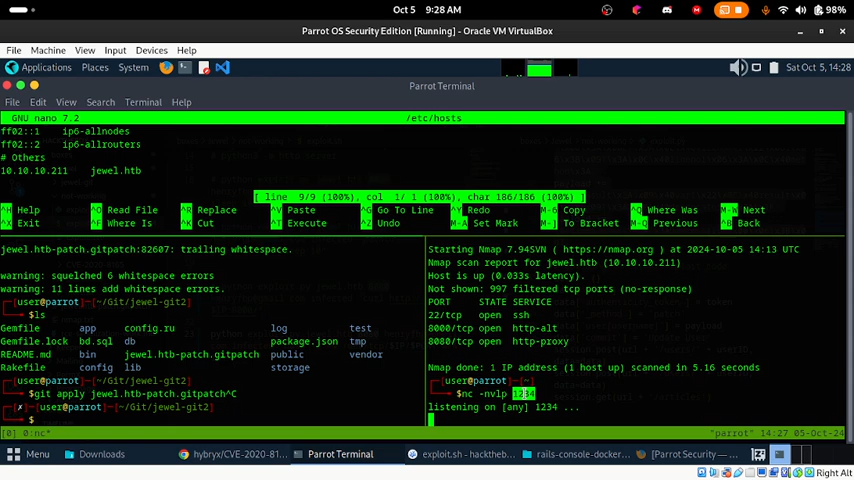 Oct 5 9:28 AM 98%
Parrot OS Security Edition [Running] - Oracle VM VirtualBox
File Machine View Input Devices Help
Applications Places System Sat Oct 5, 14:28
Parrot Terminal
File Edit View Search Terminal Help
GNU nano 7.2 /etc/hosts
ff02::1 ip6-allnodes
ff02::2 ip6-allrouters
# Others
10.10.10.211 jewel.htb
[ line 9/9 (100%), col 1/ 1 (100%), char 186/186 (100%) ]
^H Help ^O Read File ^R Replace ^V Paste ^G Go To Line ^Y Redo M-6 Copy ^Q Where Was M-W Next
^X Exit ^F Where Is ^K Cut ^T Execute ^Z Undo M-A Set Mark M-] To Bracket M-Q Previous ^B Back
jewel.htb-patch.gitpatch:82607: trailing whitespace.
warning: squelched 6 whitespace errors
warning: 11 lines add whitespace errors.
[user@parrot]-[~/Git/jewel-git2]
$ls
Gemfile app config.ru log test
Gemfile.lock bd.sql db package.json tmp
README.md bin jewel.htb-patch.gitpatch public vendor
Rakefile config lib storage
[user@parrot]-[~/Git/jewel-git2]
$git apply jewel.htb-patch.gitpatch^C
[✗]-[user@parrot]-[~/Git/jewel-git2]
$
Starting Nmap 7.94SVN ( https://nmap.org ) at 2024-10-05 14:13 UTC
Nmap scan report for jewel.htb (10.10.10.211)
Host is up (0.033s latency).
Not shown: 997 filtered tcp ports (no-response)
PORT STATE SERVICE
22/tcp open ssh
8000/tcp open http-alt
8080/tcp open http-proxy
Nmap done: 1 IP address (1 host up) scanned in 5.16 seconds
[user@parrot]-[~]
$nc -nvlp 1234
listening on [any] 1234 ...
[0] 0:nc* "parrot" 14:27 05-Oct-24
Menu Downloads hybryx/CVE-2020-81... Parrot Terminal exploit.sh - hacktheb... rails-console-docker... [Parrot Security — ...
Right Alt